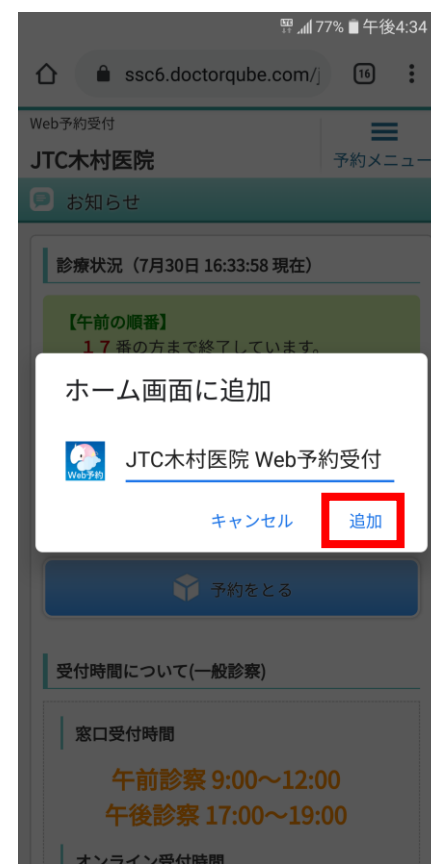 77% 午後4:34
ssc6.doctorqube.com/j
16
Web予約受付
JTC木村医院
予約メニュー
お知らせ
診療状況（7月30日 16:33:58 現在）
【午前の順番】
１７番の方まで終了しています。
ホーム画面に追加
Web予約
JTC木村医院 Web予約受付
キャンセル
追加
予約をとる
受付時間について(一般診察)
窓口受付時間
午前診察 9:00～12:00
午後診察 17:00～19:00
オンライン受付時間